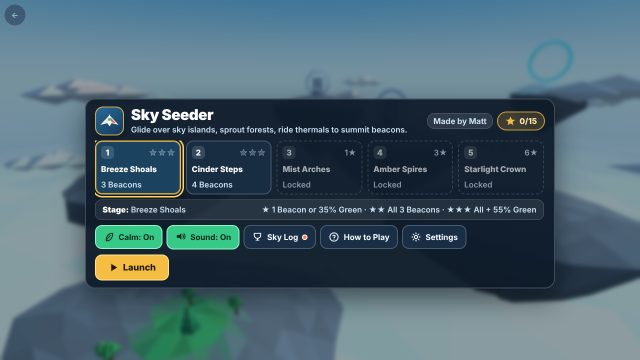 Sky Seeder
Glide over sky islands, sprout forests, ride thermals to summit beacons.
Made by Matt
★ 0/15
1 ☆☆☆
Breeze Shoals
3 Beacons
2 ☆☆☆
Cinder Steps
4 Beacons
3 1★
Mist Arches
Locked
4 3★
Amber Spires
Locked
5 6★
Starlight Crown
Locked
Stage: Breeze Shoals ★ 1 Beacon or 35% Green · ★★ All 3 Beacons · ★★★ All + 55% Green
Calm: On
Sound: On
Sky Log
How to Play
Settings
Launch